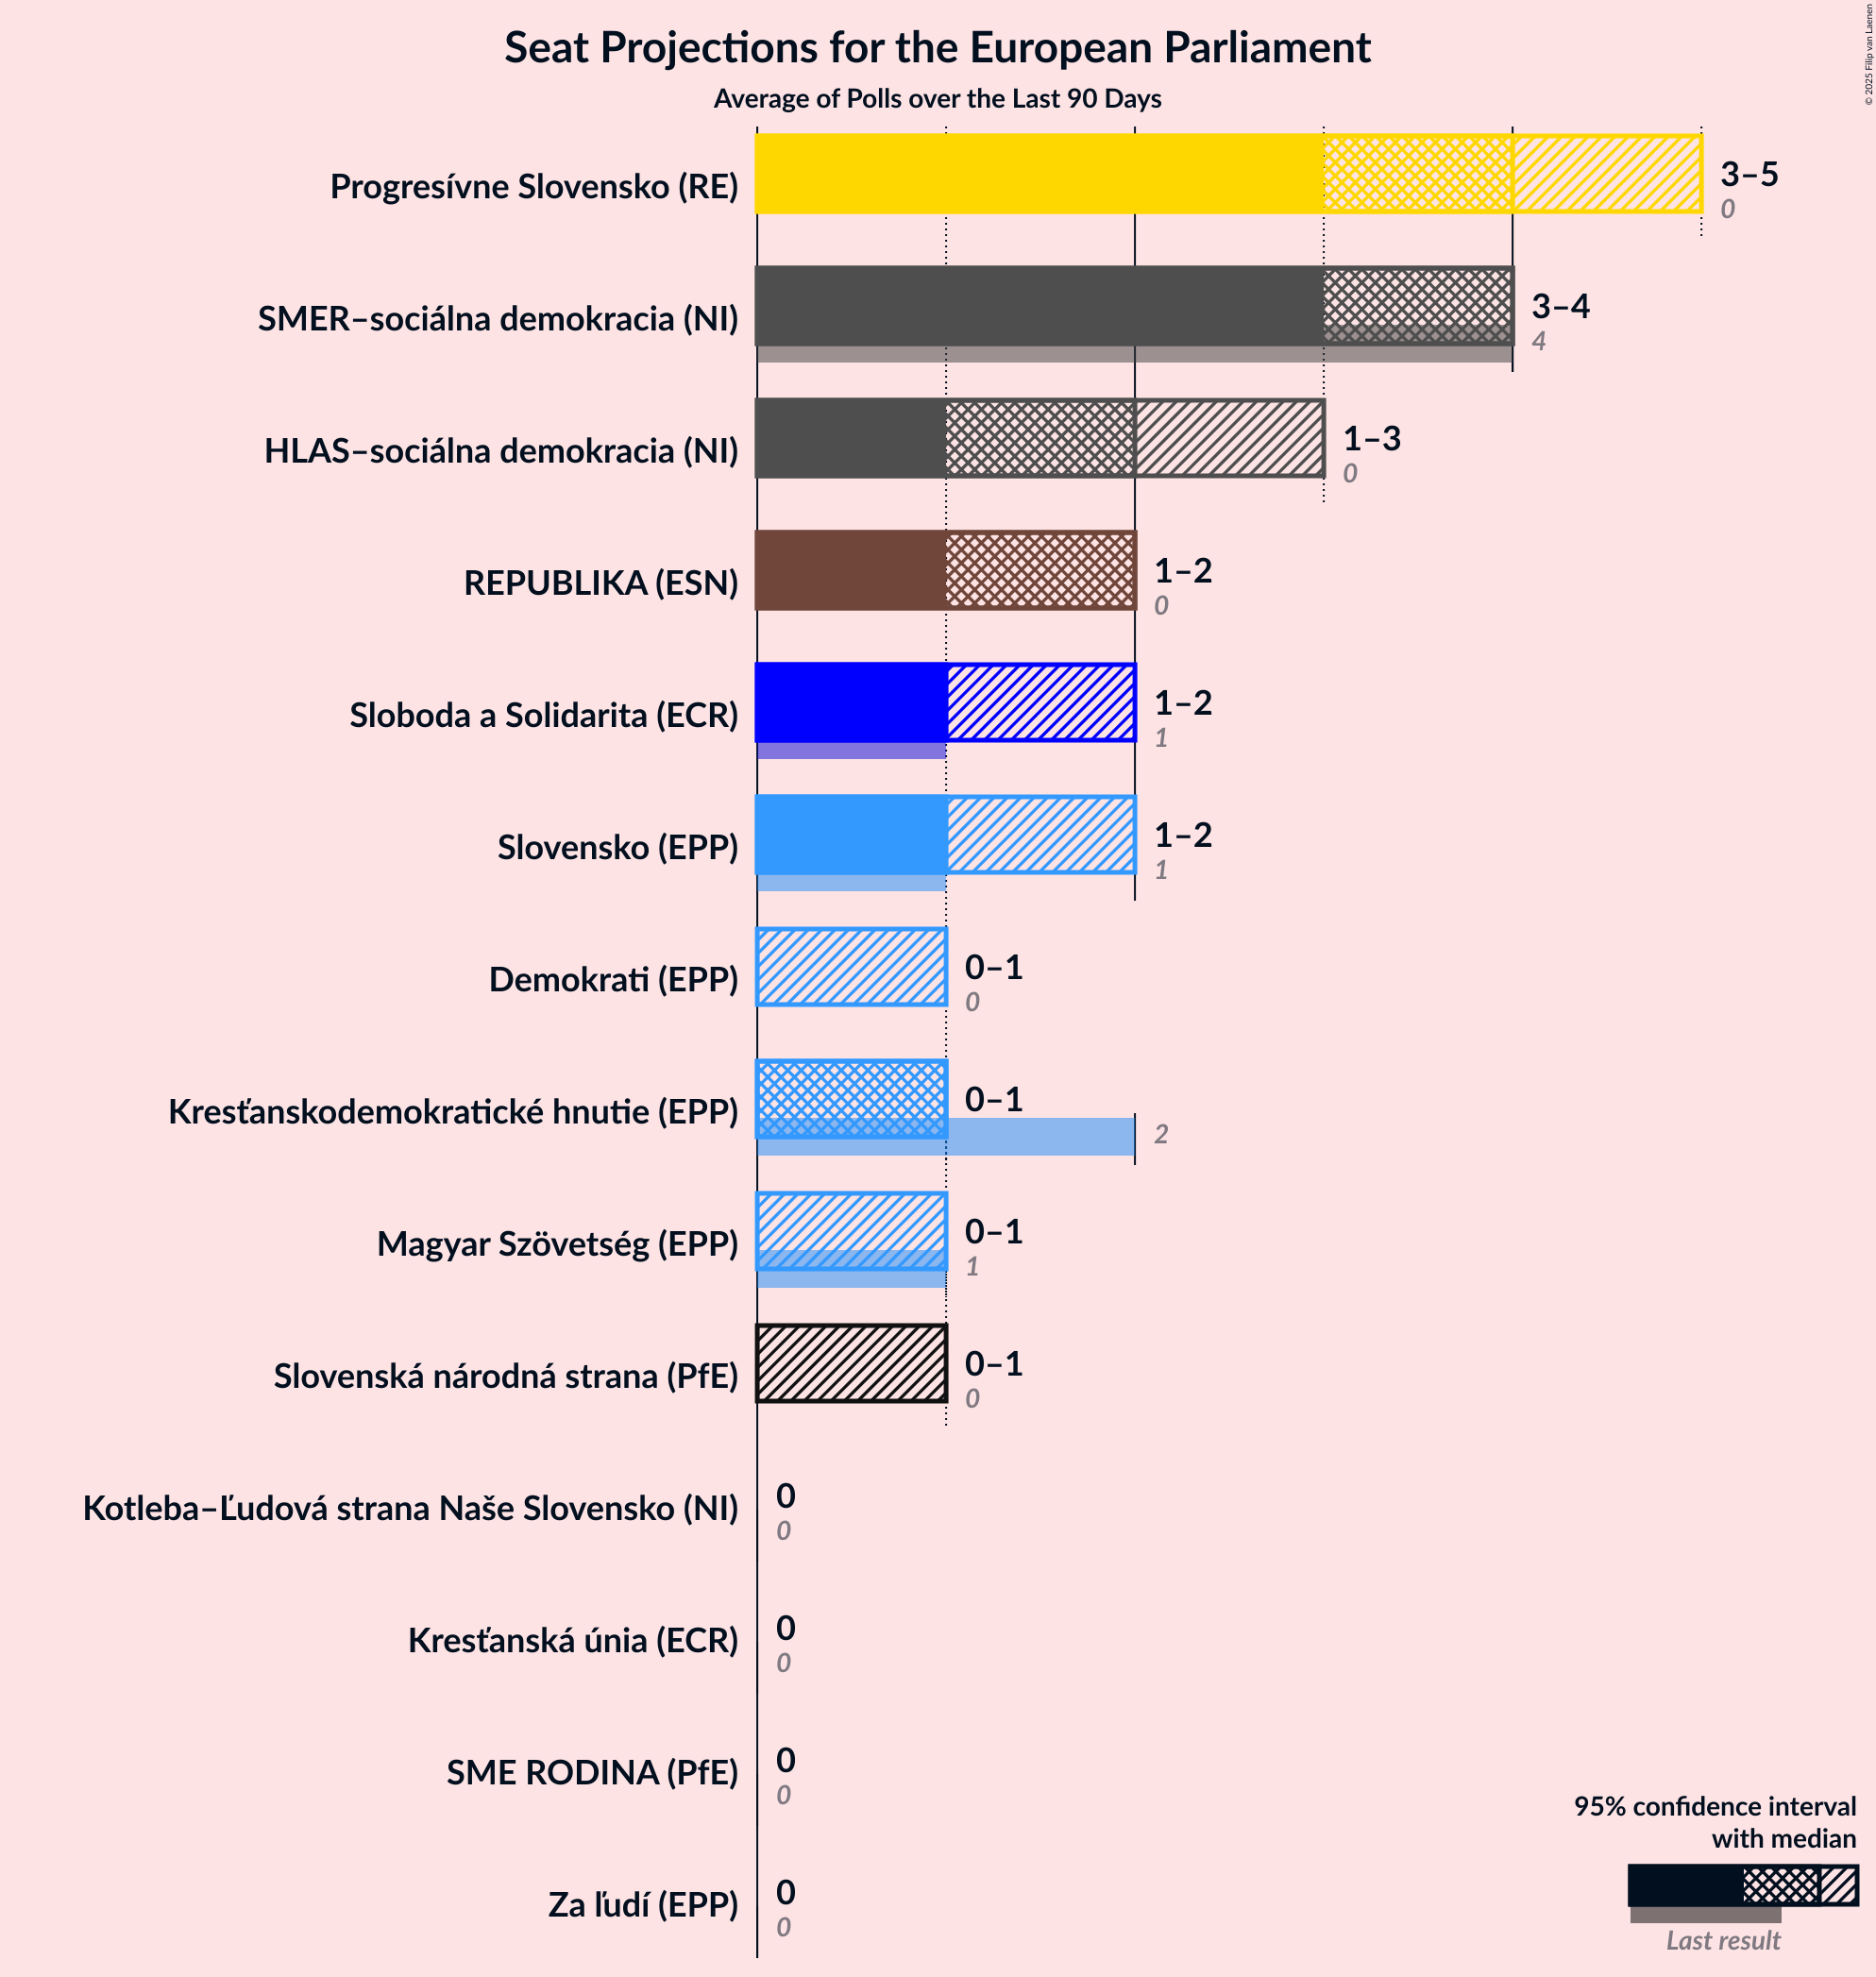 Seat Projections for the European Parliament
Average of Polls over the Last 90 Days
© 2025 Filip van Laenen
Progresívne Slovensko (RE)
3–5
0
SMER–sociálna demokracia (NI)
3–4
4
HLAS–sociálna demokracia (NI)
1–3
0
REPUBLIKA (ESN)
1–2
0
Sloboda a Solidarita (ECR)
1–2
1
Slovensko (EPP)
1–2
1
Demokrati (EPP)
0–1
0
Kresťanskodemokratické hnutie (EPP)
0–1
2
Magyar Szövetség (EPP)
0–1
1
Slovenská národná strana (PfE)
0–1
0
Kotleba–Ľudová strana Naše Slovensko (NI)
0
0
Kresťanská únia (ECR)
0
0
SME RODINA (PfE)
0
0
Za ľudí (EPP)
0
0
95% confidence interval
with median
Last result